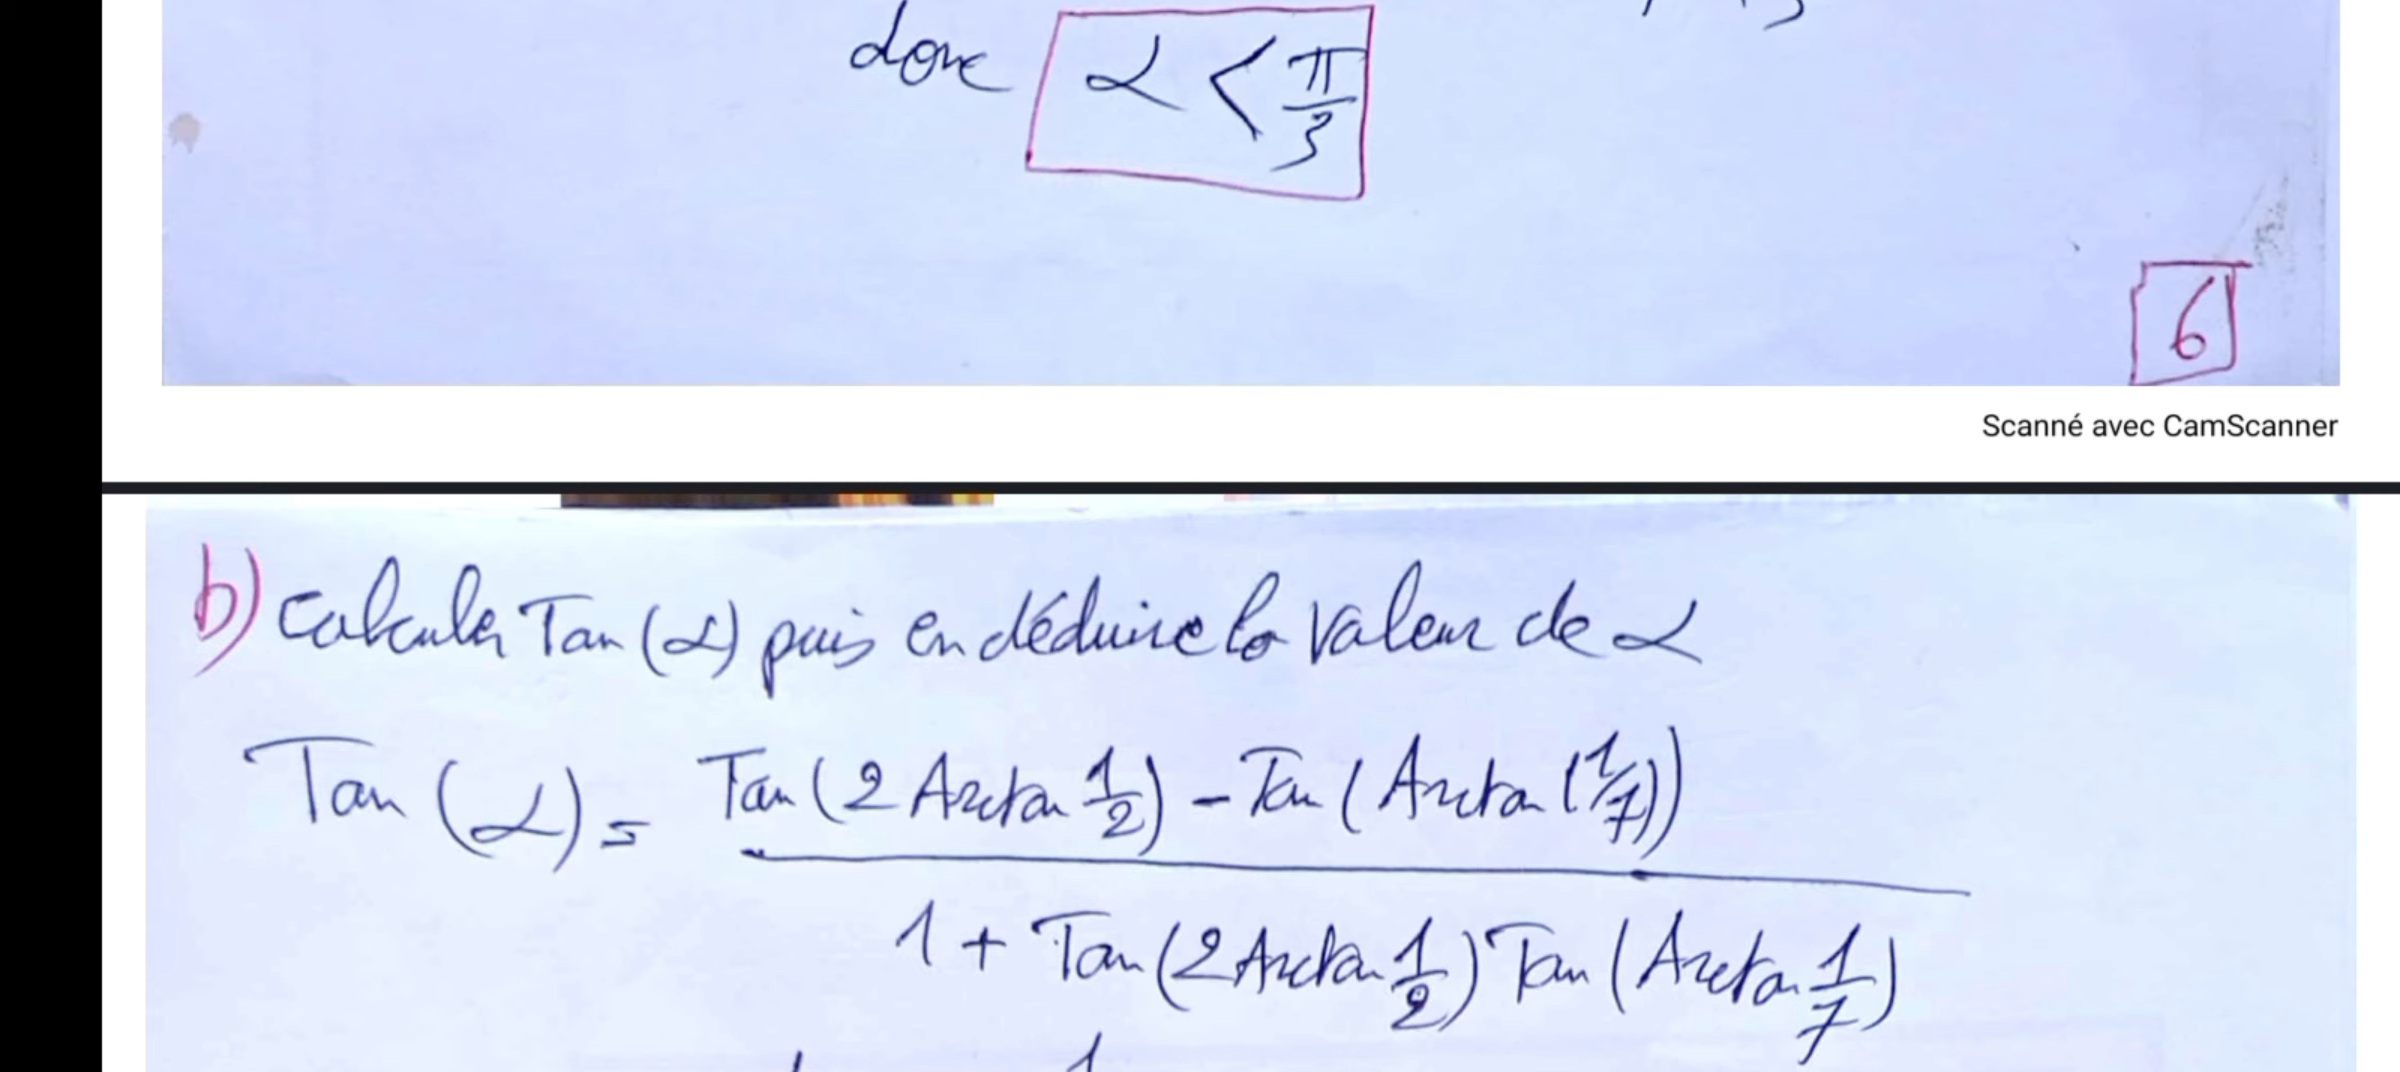 donc α < π/3
6
Scanné avec CamScanner
b) Calculer Tan (α) puis en déduire la valeur de α
Tan (α) = (Tan (2 Arctan 1/2) - Tan (Arctan (1/7))) / (1 + Tan (2 Arctan 1/2) Tan (Arctan 1/7))